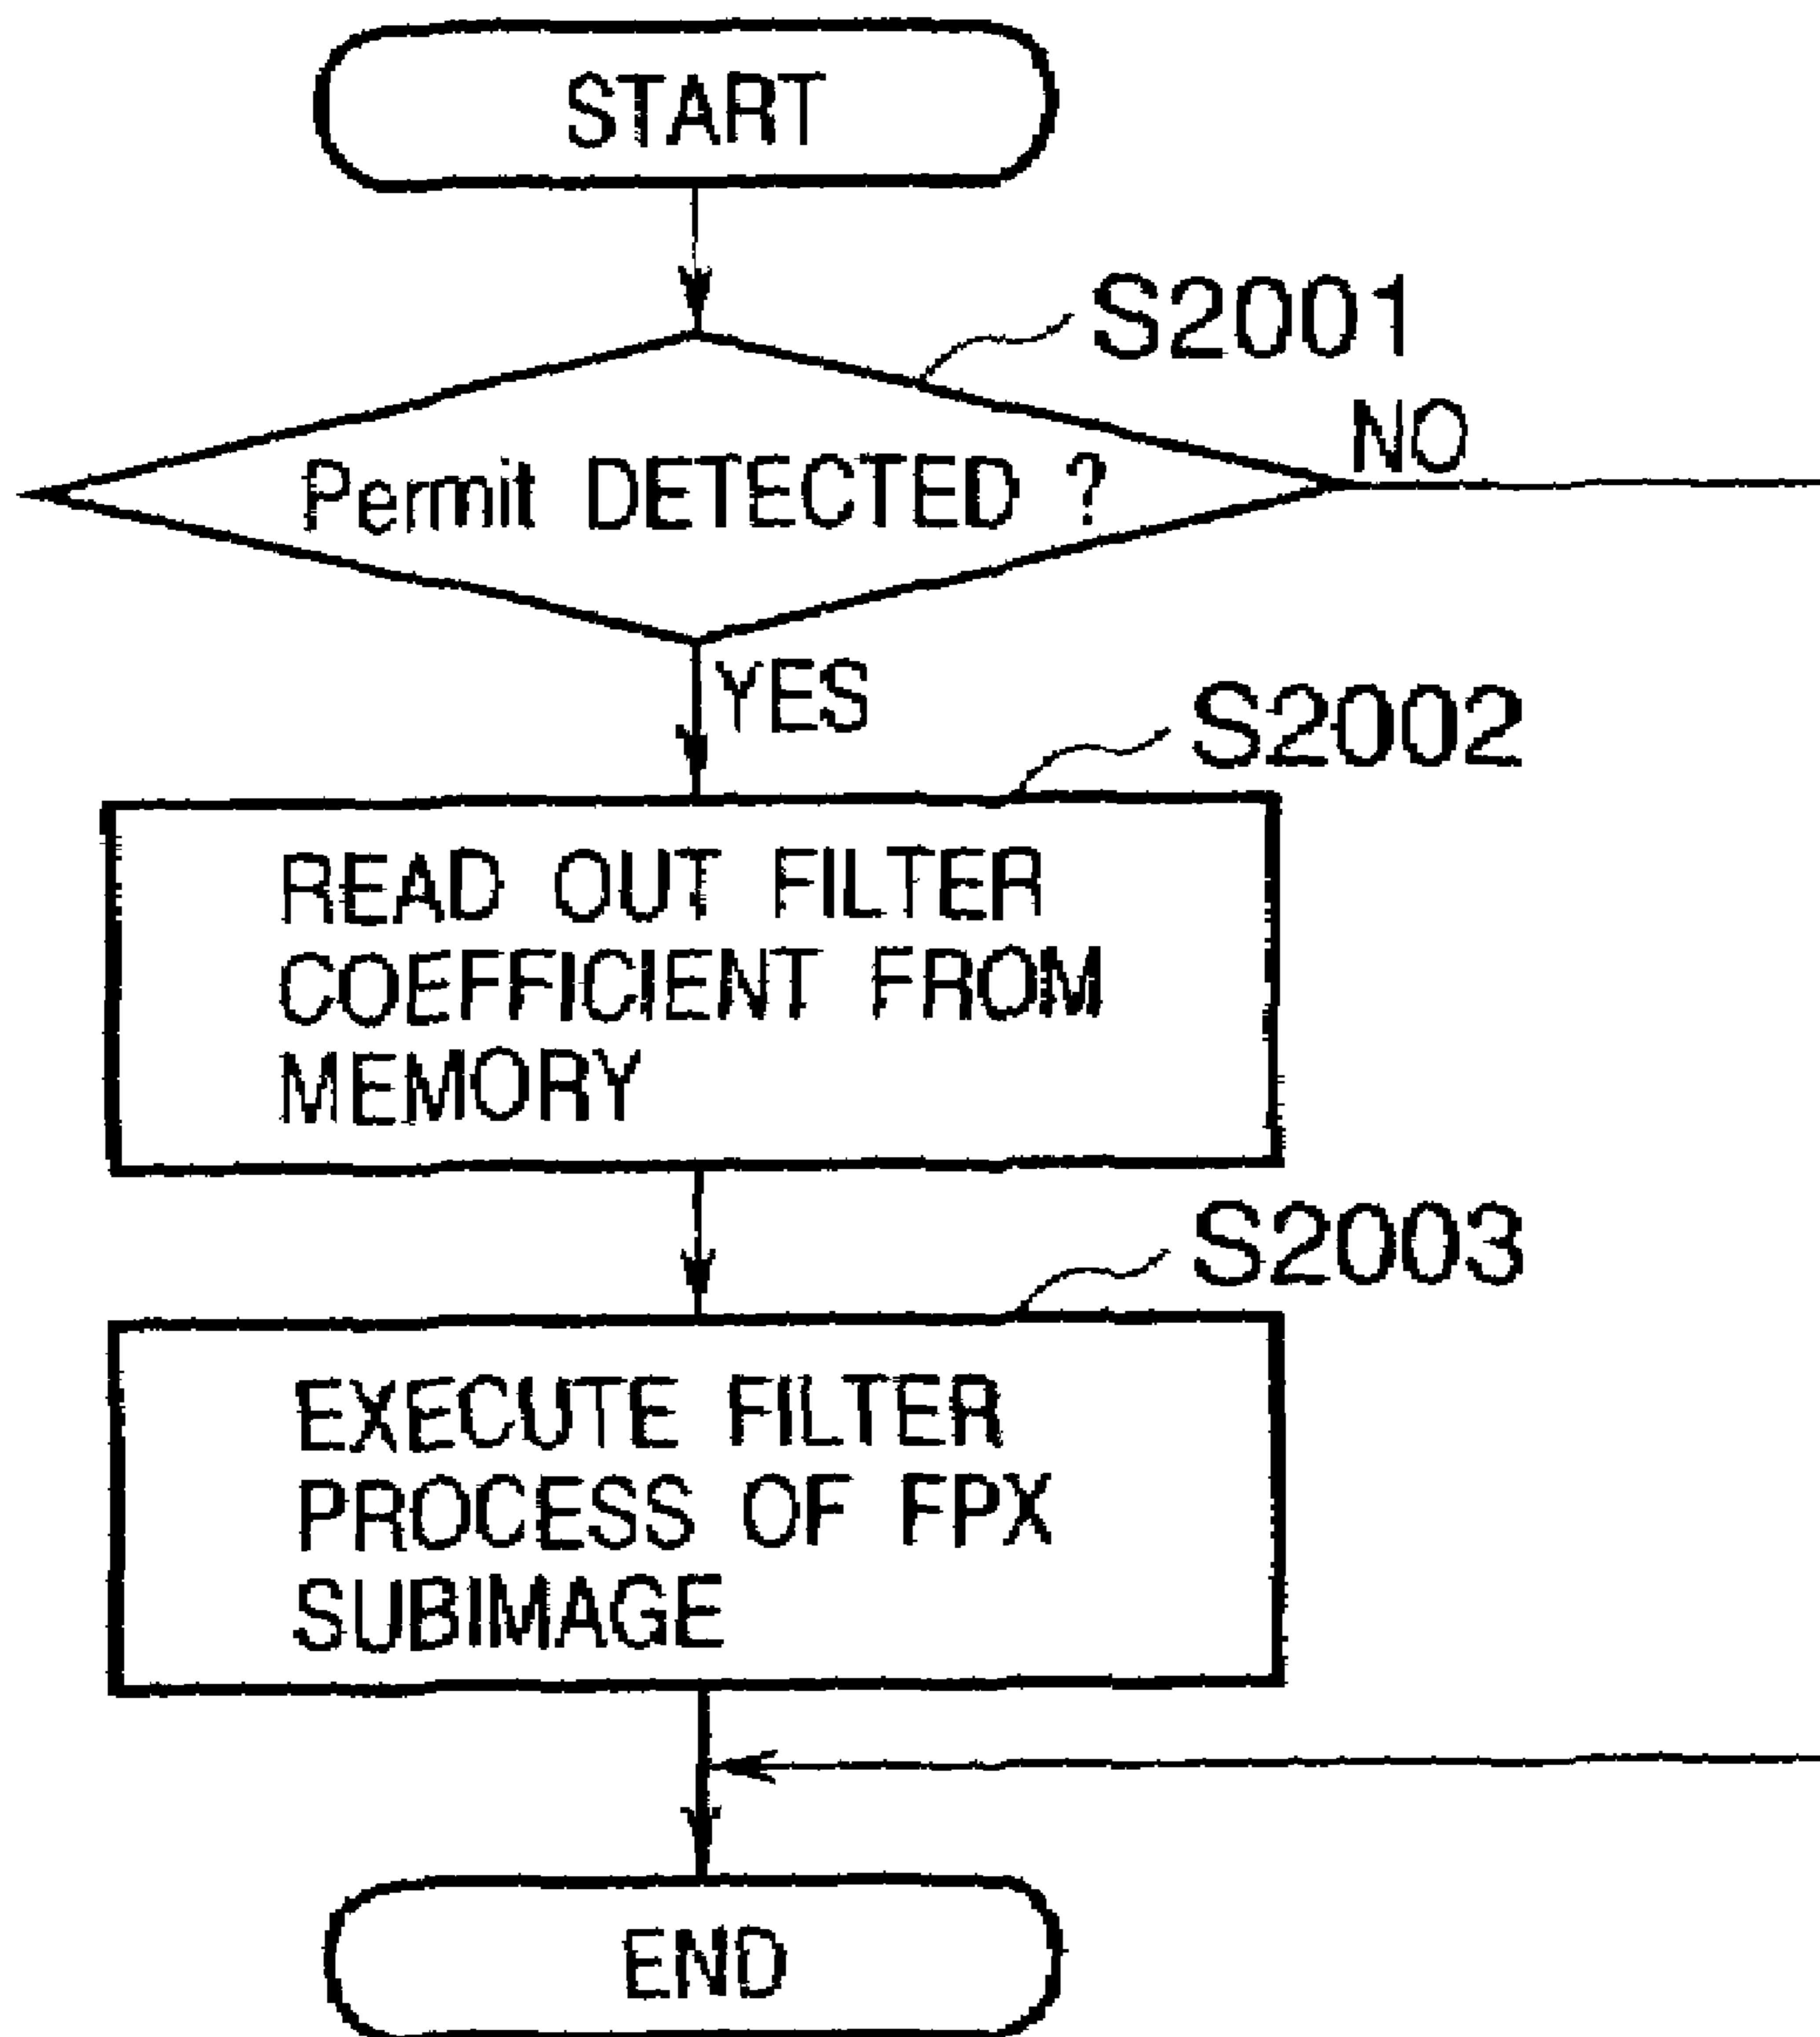 START
S2001
NO
Permit DETECTED ?
YES
S2002
READ OUT FILTER
COEFFICIENT FROM
MEMORY
S2003
EXECUTE FILTER
PROCESS OF FPX
SUBIMAGE
END